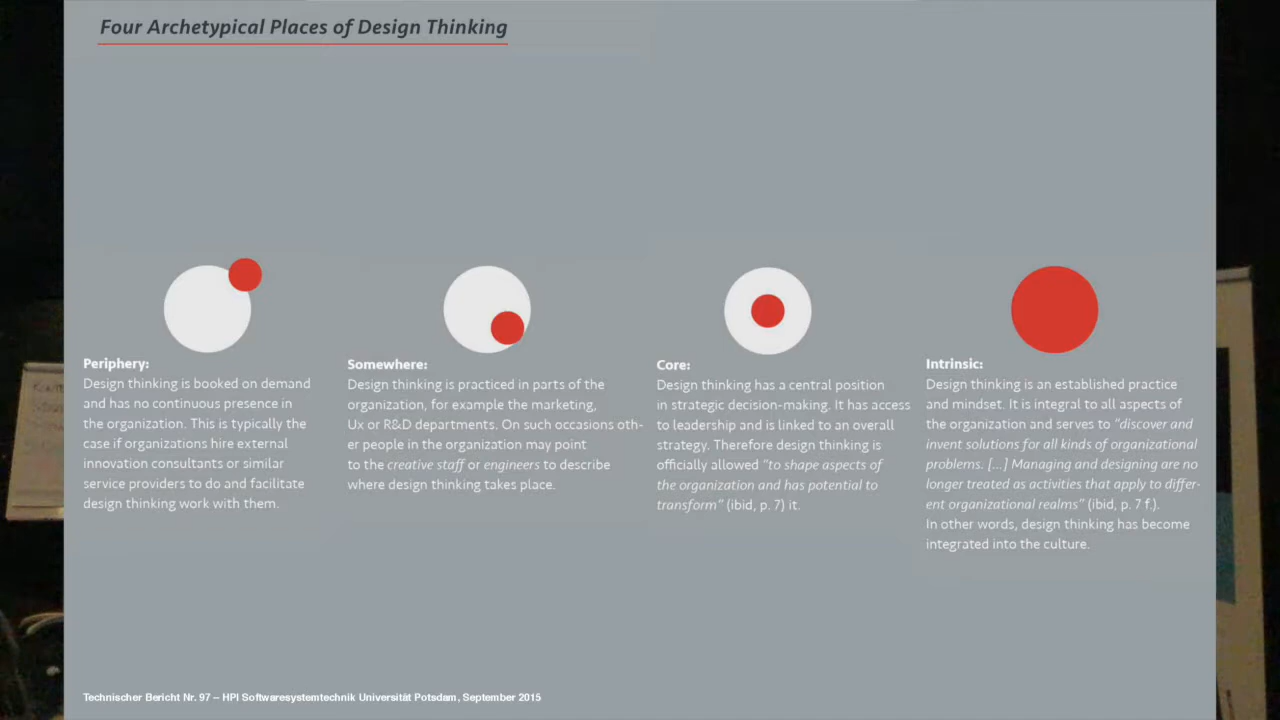 Four Archetypical Places of Design Thinking
Periphery:
Design thinking is booked on demand
and has no continuous presence in
the organization. This is typically the
case if organizations hire external
innovation consultants or similar
service providers to do and facilitate
design thinking work with them.
Somewhere:
Design thinking is practiced in parts of the
organization, for example the marketing,
Ux or R&D departments. On such occasions oth-
er people in the organization may point
to the creative staff or engineers to describe
where design thinking takes place.
Core:
Design thinking has a central position
in strategic decision-making. It has access
to leadership and is linked to an overall
strategy. Therefore design thinking is
officially allowed "to shape aspects of
the organization and has potential to
transform" (ibid, p. 7) it.
Intrinsic:
Design thinking is an established practice
and mindset. It is integral to all aspects of
the organization and serves to "discover and
invent solutions for all kinds of organizational
problems. [...] Managing and designing are no
longer treated as activities that apply to differ-
ent organizational realms" (ibid, p. 7 f.).
In other words, design thinking has become
integrated into the culture.
Technischer Bericht Nr. 97 – HPI Softwaresystemtechnik Universität Potsdam, September 2015